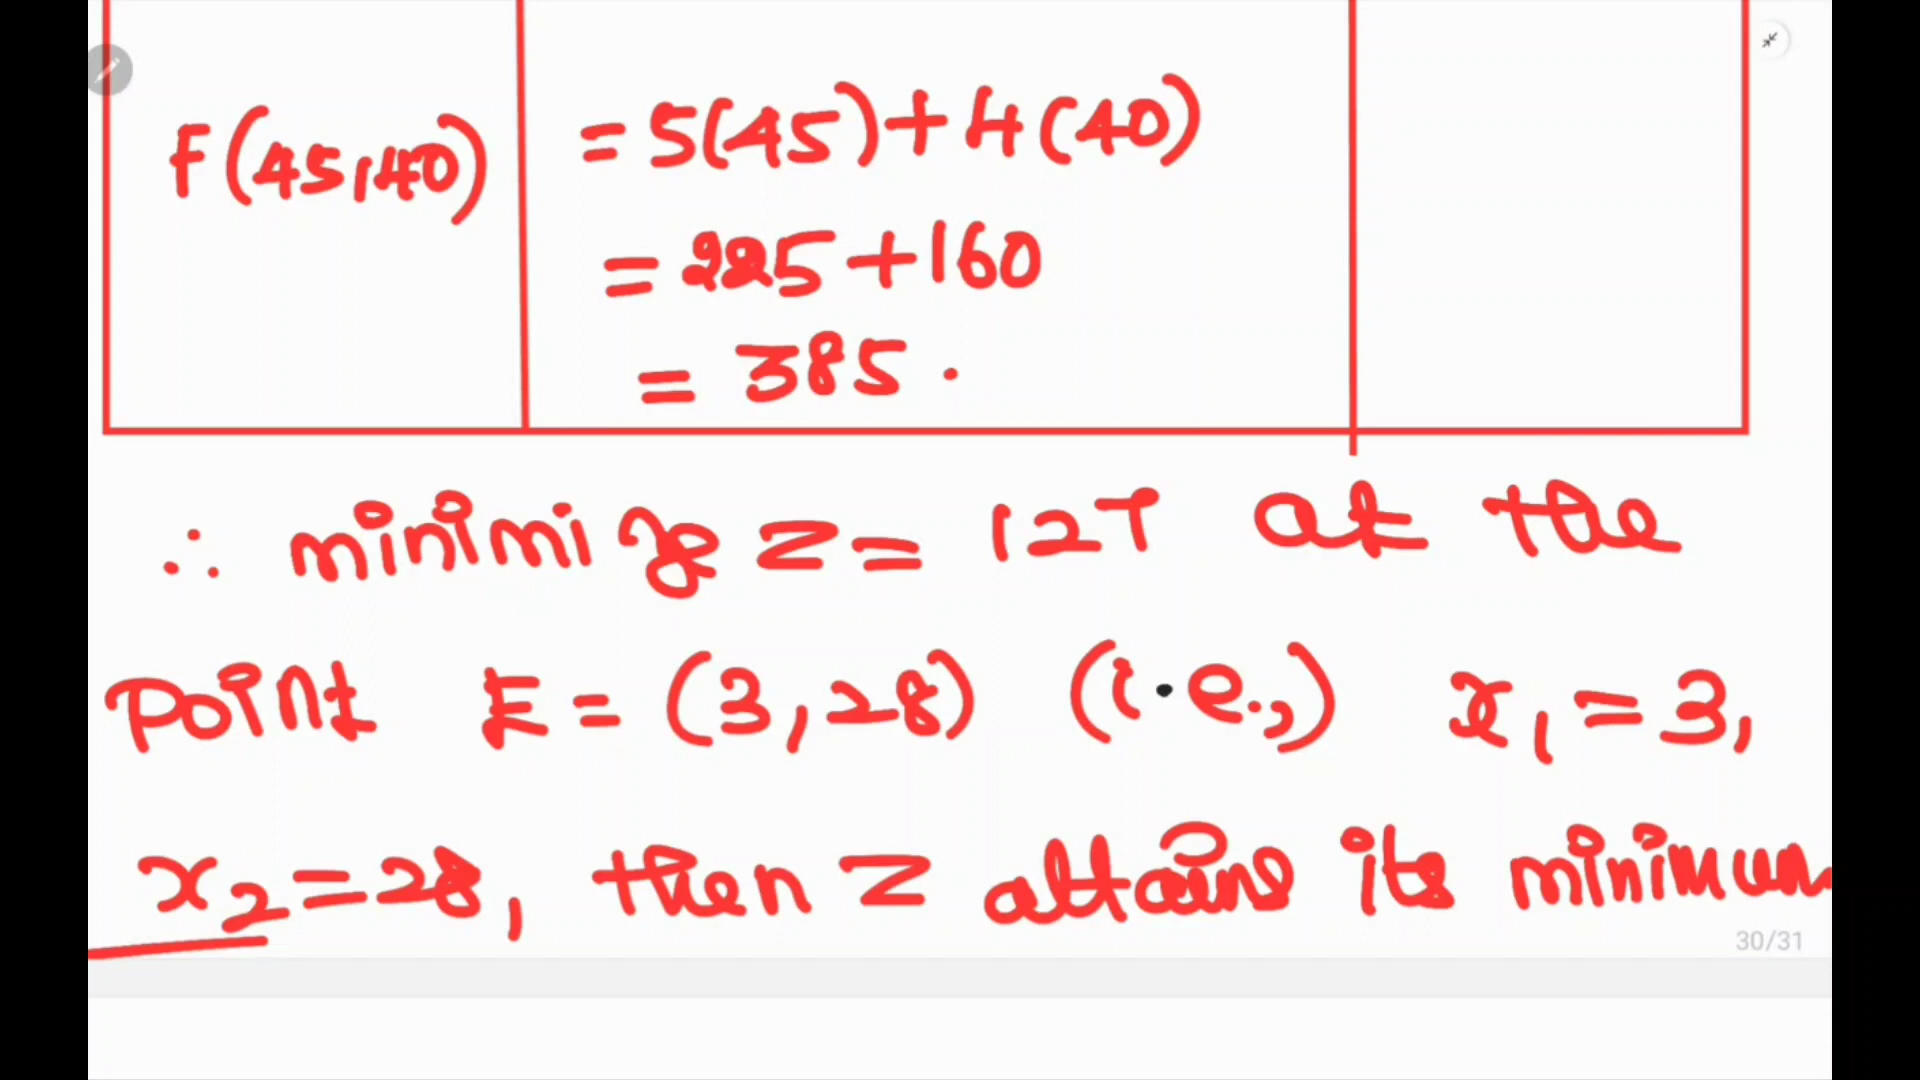 F(45,40) = 5(45)+4(40)
= 225+160
= 385.
∴ minimize Z = 127 at the
point E = (3,28) (i.e.,) x₁ = 3,
x₂ = 28, then Z attains its minimum
30/31